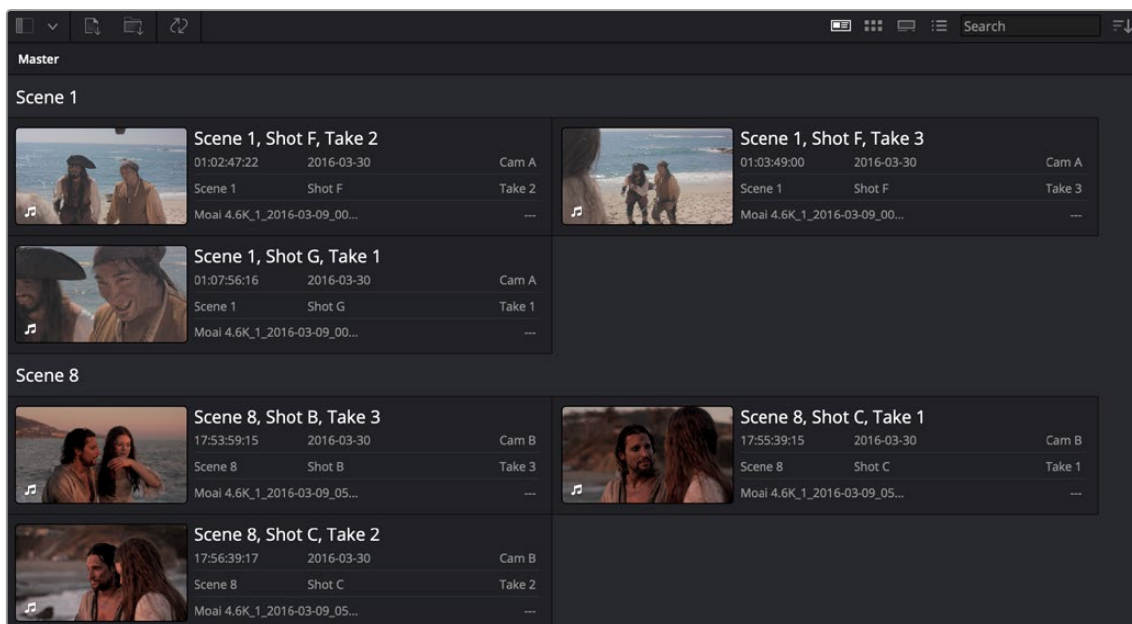 Search
Master
Scene 1
Scene 1, Shot F, Take 2
01:02:47:22 2016-03-30 Cam A
Scene 1 Shot F Take 2
Moai 4.6K_1_2016-03-09_00... ---
Scene 1, Shot F, Take 3
01:03:49:00 2016-03-30 Cam A
Scene 1 Shot F Take 3
Moai 4.6K_1_2016-03-09_00... ---
Scene 1, Shot G, Take 1
01:07:56:16 2016-03-30 Cam A
Scene 1 Shot G Take 1
Moai 4.6K_1_2016-03-09_00... ---
Scene 8
Scene 8, Shot B, Take 3
17:53:59:15 2016-03-30 Cam B
Scene 8 Shot B Take 3
Moai 4.6K_1_2016-03-09_05... ---
Scene 8, Shot C, Take 1
17:55:39:15 2016-03-30 Cam B
Scene 8 Shot C Take 1
Moai 4.6K_1_2016-03-09_05... ---
Scene 8, Shot C, Take 2
17:56:39:17 2016-03-30 Cam B
Scene 8 Shot C Take 2
Moai 4.6K_1_2016-03-09_05... ---